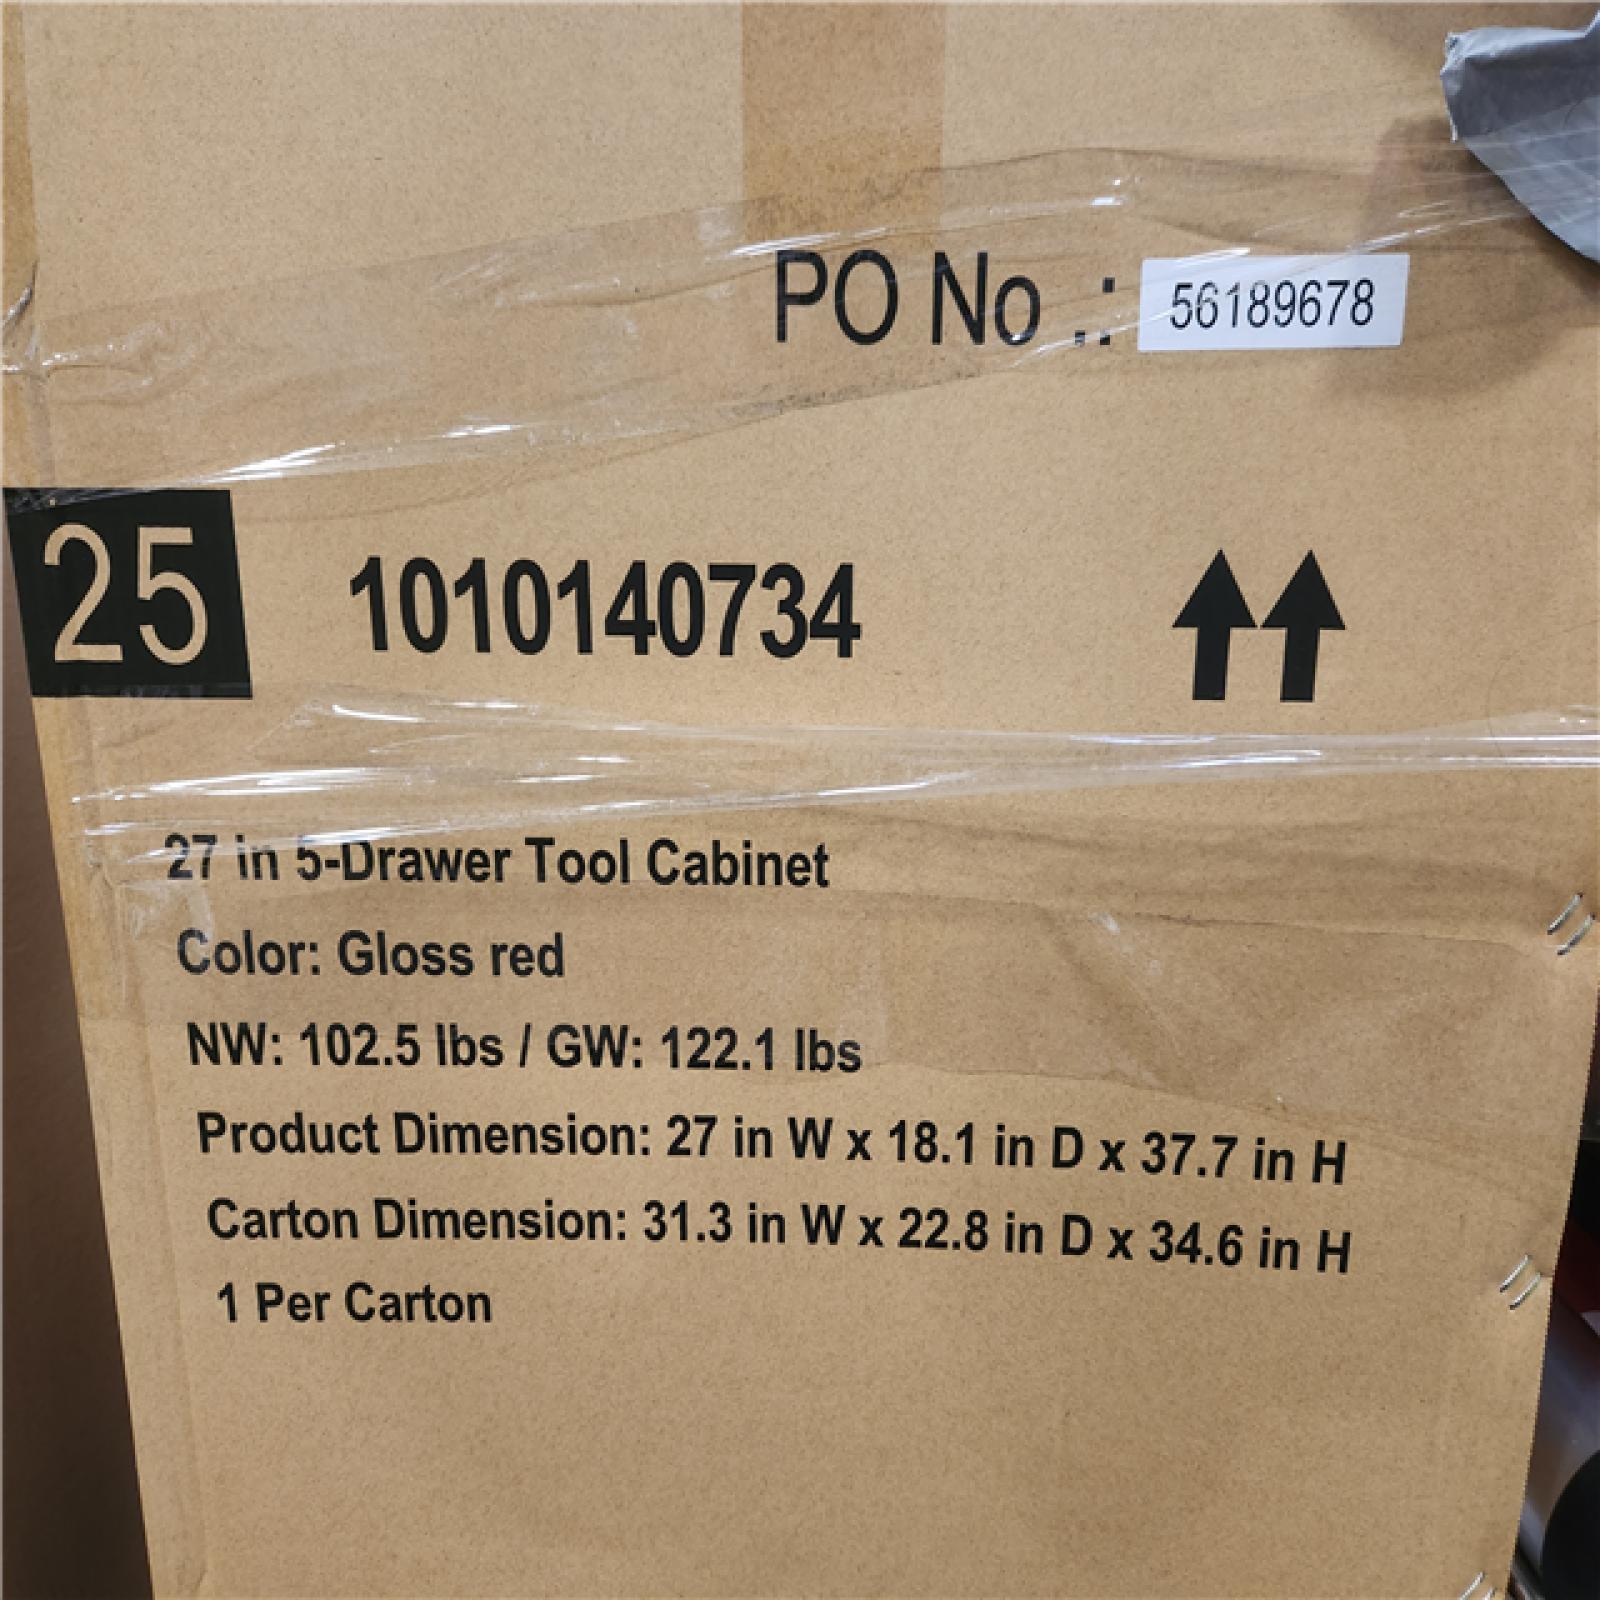 PO No .: 56189678
25 1010140734
27 in 5-Drawer Tool Cabinet
Color: Gloss red
NW: 102.5 lbs / GW: 122.1 lbs
Product Dimension: 27 in W x 18.1 in D x 37.7 in H
Carton Dimension: 31.3 in W x 22.8 in D x 34.6 in H
1 Per Carton